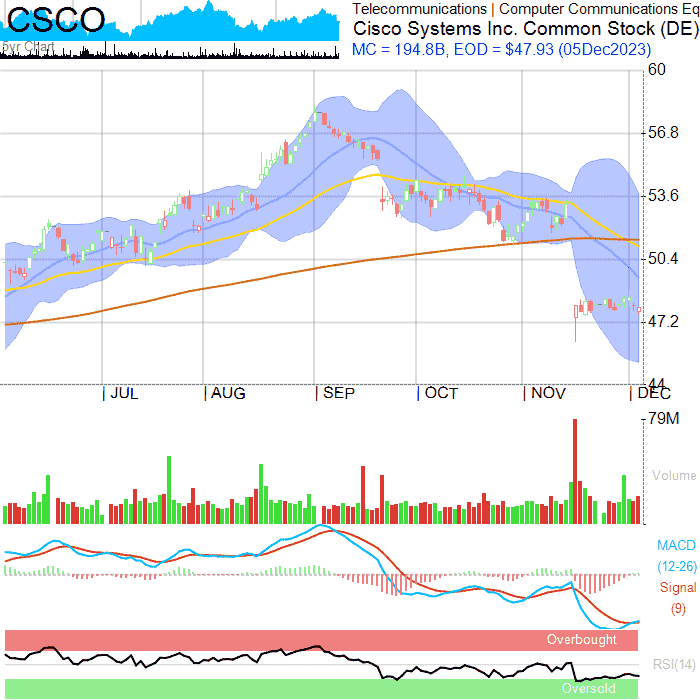 CSCO
5yr Chart
Telecommunications | Computer Communications Eq
Cisco Systems Inc. Common Stock (DE)
MC = 194.8B, EOD = $47.93 (05Dec2023)
60
56.8
53.6
50.4
47.2
44
JUL
AUG
SEP
OCT
NOV
DEC
79M
Volume
MACD
(12-26)
Signal
(9)
Overbought
RSI(14)
Oversold